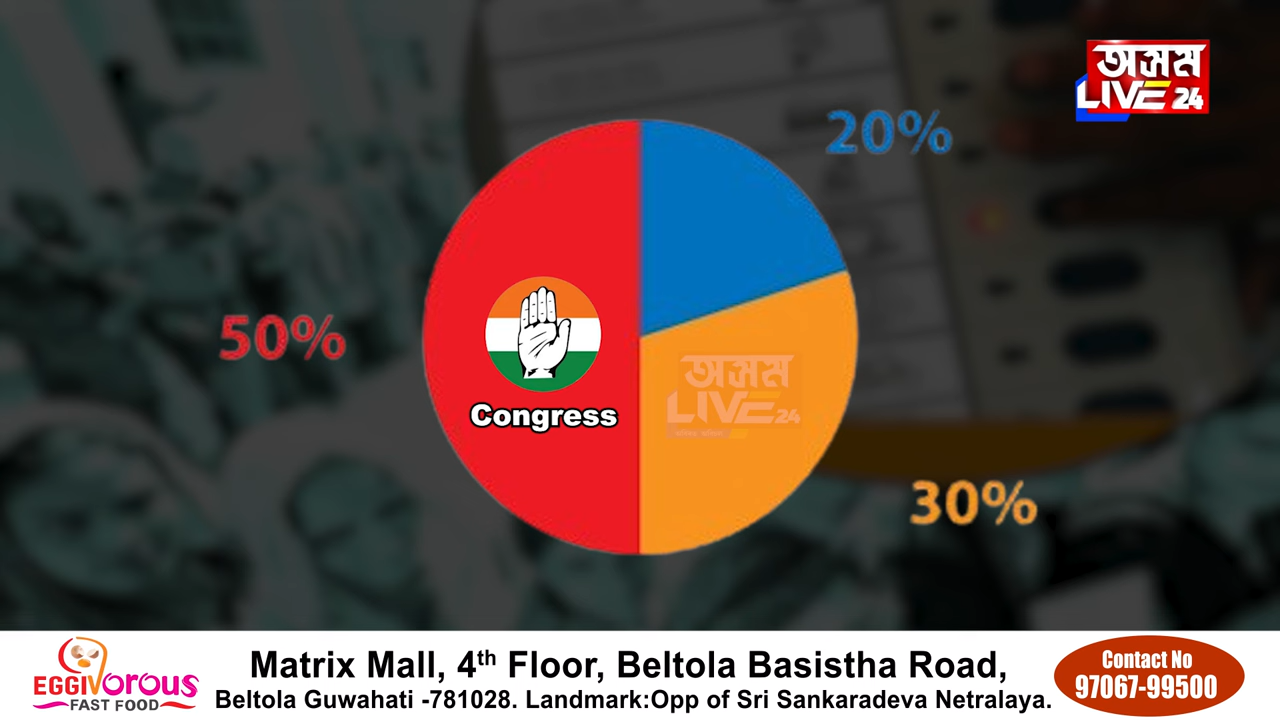 অসম
LIVE 24
20%
50%
Congress
অসম
LIVE 24
30%
EGGIVOROUS
FAST FOOD
Matrix Mall, 4th Floor, Beltola Basistha Road,
Beltola Guwahati -781028. Landmark:Opp of Sri Sankaradeva Netralaya.
Contact No
97067-99500